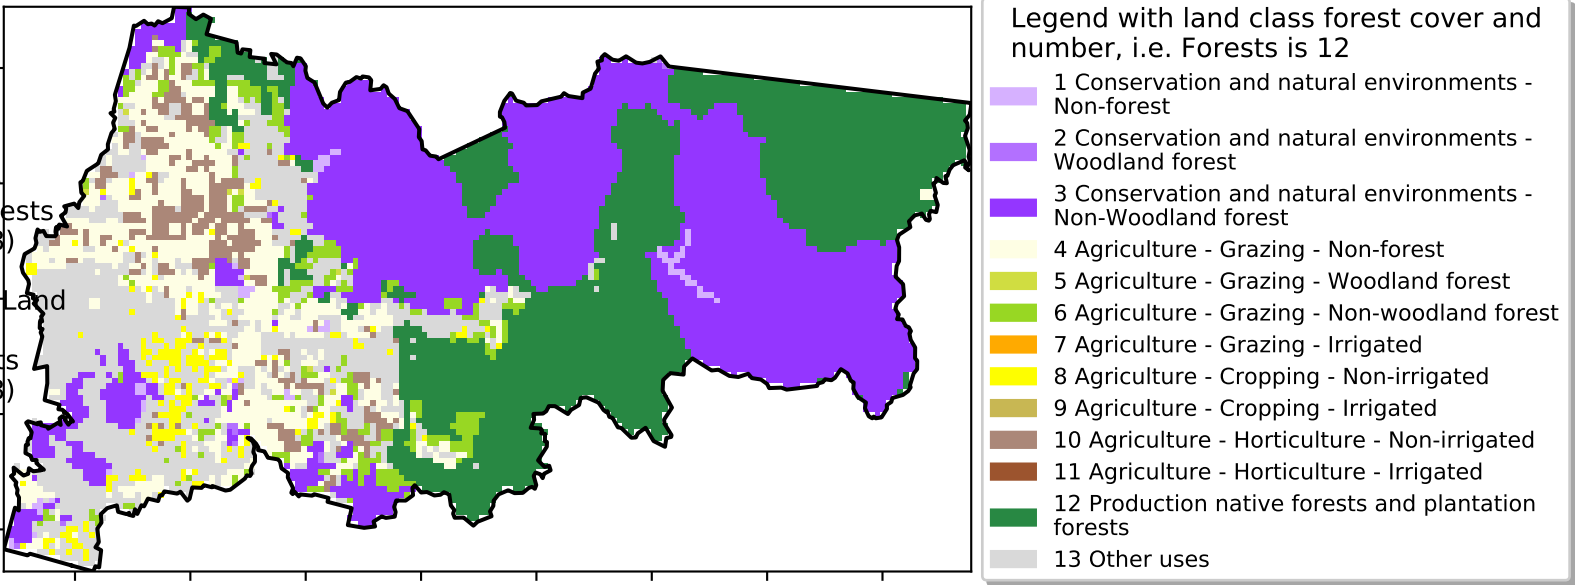 Legend with land class forest cover and
number, i.e. Forests is 12
1 Conservation and natural environments -
Non-forest
2 Conservation and natural environments -
Woodland forest
3 Conservation and natural environments -
Non-Woodland forest
4 Agriculture - Grazing - Non-forest
5 Agriculture - Grazing - Woodland forest
6 Agriculture - Grazing - Non-woodland forest
7 Agriculture - Grazing - Irrigated
8 Agriculture - Cropping - Non-irrigated
9 Agriculture - Cropping - Irrigated
10 Agriculture - Horticulture - Non-irrigated
11 Agriculture - Horticulture - Irrigated
12 Production native forests and plantation
forests
13 Other uses
ests
Land